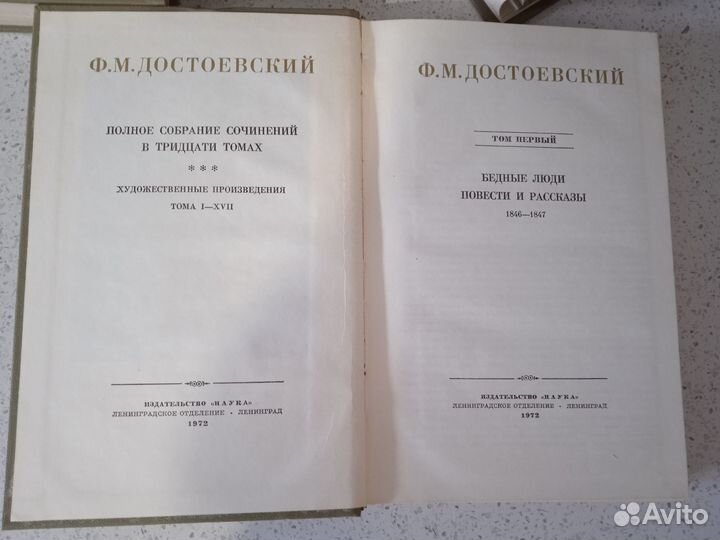 Ф. М. ДОСТОЕВСКИЙ
ПОЛНОЕ СОБРАНИЕ СОЧИНЕНИЙ
В ТРИДЦАТИ ТОМАХ
* * *
ХУДОЖЕСТВЕННЫЕ ПРОИЗВЕДЕНИЯ
ТОМА I—XVII
ИЗДАТЕЛЬСТВО «НАУКА»
ЛЕНИНГРАДСКОЕ ОТДЕЛЕНИЕ · ЛЕНИНГРАД
1972
Ф. М. ДОСТОЕВСКИЙ
ТОМ ПЕРВЫЙ
БЕДНЫЕ ЛЮДИ
ПОВЕСТИ И РАССКАЗЫ
1846—1847
ИЗДАТЕЛЬСТВО «НАУКА»
ЛЕНИНГРАДСКОЕ ОТДЕЛЕНИЕ · ЛЕНИНГРАД
1972
Avito